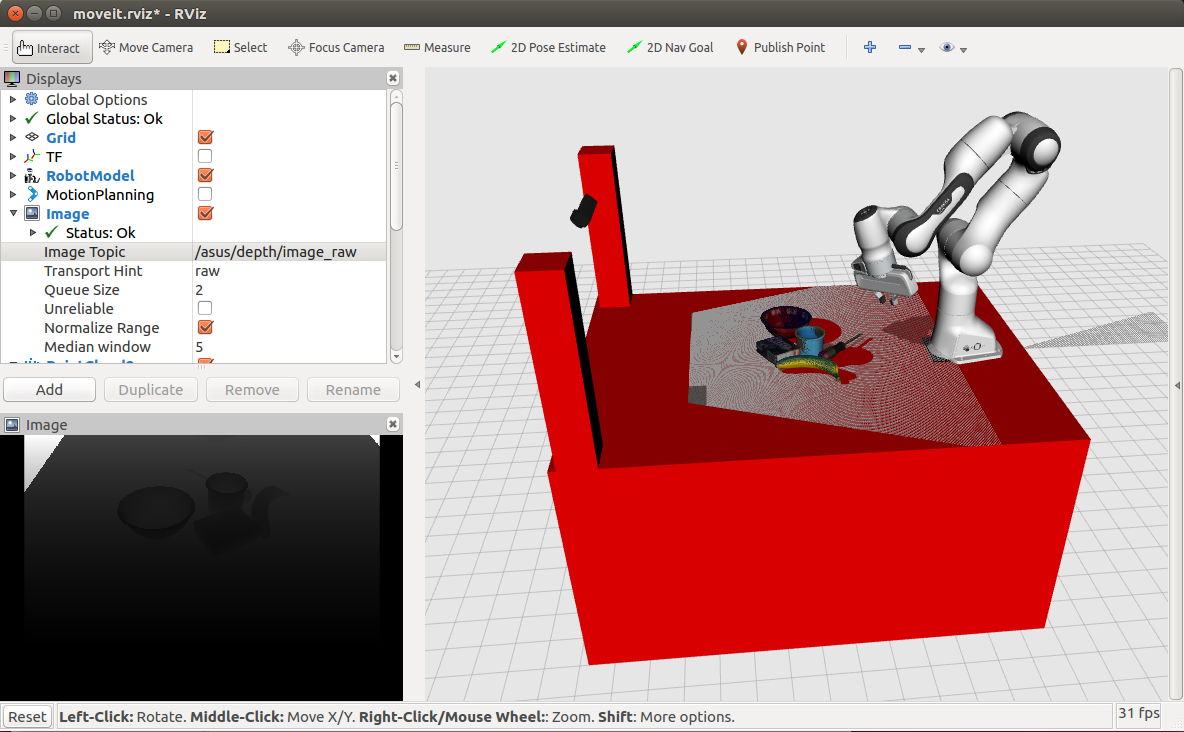 moveit.rviz* - RViz
Interact Move Camera Select Focus Camera Measure 2D Pose Estimate 2D Nav Goal Publish Point
Displays
Global Options
Global Status: Ok
Grid
TF
RobotModel
MotionPlanning
Image
Status: Ok
Image Topic /asus/depth/image_raw
Transport Hint raw
Queue Size 2
Unreliable
Normalize Range
Median window 5
Add Duplicate Remove Rename
Image
Reset Left-Click: Rotate. Middle-Click: Move X/Y. Right-Click/Mouse Wheel:: Zoom. Shift: More options. 31 fps